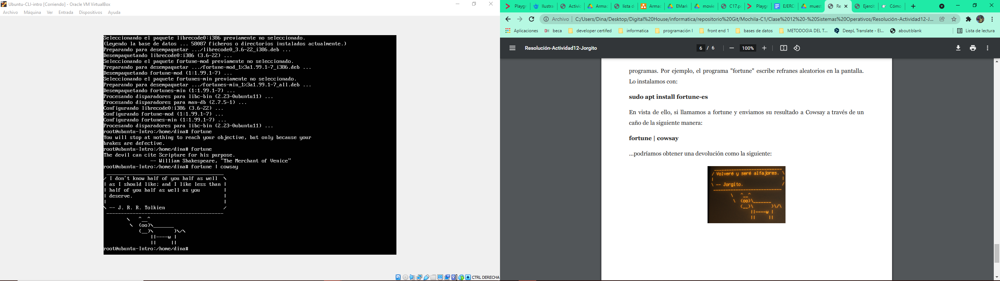 Ubuntu-CLI-intro [Corriendo] - Oracle VM VirtualBox
Archivo Máquina Ver Entrada Dispositivos Ayuda
Seleccionando el paquete librecode0:i386 previamente no seleccionado.
(Leyendo la base de datos ... 58087 ficheros o directorios instalados actualmente.)
Preparando para desempaquetar .../librecode0_3.6-22_i386.deb ...
Desempaquetando librecode0:i386 (3.6-22) ...
Seleccionando el paquete fortune-mod previamente no seleccionado.
Preparando para desempaquetar .../fortune-mod_1%3a1.99.1-7_i386.deb ...
Desempaquetando fortune-mod (1:1.99.1-7) ...
Seleccionando el paquete fortunes-min previamente no seleccionado.
Preparando para desempaquetar .../fortunes-min_1%3a1.99.1-7_all.deb ...
Desempaquetando fortunes-min (1:1.99.1-7) ...
Procesando disparadores para libc-bin (2.23-0ubuntu11) ...
Procesando disparadores para man-db (2.7.5-1) ...
Configurando librecode0:i386 (3.6-22) ...
Configurando fortune-mod (1:1.99.1-7) ...
Configurando fortunes-min (1:1.99.1-7) ...
Procesando disparadores para libc-bin (2.23-0ubuntu11) ...
root@ubuntu-Intro:/home/dina# fortune
You will stop at nothing to reach your objective, but only because your
brakes are defective.
root@ubuntu-Intro:/home/dina# fortune
The devil can cite Scripture for his purpose.
-- William Shakespeare, "The Merchant of Venice"
root@ubuntu-Intro:/home/dina# fortune | cowsay
 _________________________________________
/ I don't know half of you half as well  \
| as I should like; and I like less than |
| half of you half as well as you        |
| deserve.                               |
|                                        |
\ -- J. R. R. Tolkien                    /
 ----------------------------------------
        \   ^__^
         \  (oo)\_______
            (__)\       )\/\
                ||----w |
                ||     ||
root@ubuntu-Intro:/home/dina#
CTRL DERECHA
Playgr Ilustra Activic Armac lista d Armac EMark movie C17.p Playgr EJERC muest Re Ejercit Cómo
Archivo | C:/Users/Dina/Desktop/Digital%20House/informatica/repositorio%20Git/Mochila-C1/Clase%2012%20-%20Sistemas%20Operativos/Resolución-Actividad12-J...
Aplicaciones DH beca developer certifed informatica programación I front end 1 bases de datos METODOGIA DEL T... DeepL Translate - El... about:blank Lista de lectura
Resolución-Actividad12-Jorgito 6 / 6 100%
programas. Por ejemplo, el programa "fortune" escribe refranes aleatorios en la pantalla.
Lo instalamos con:
sudo apt install fortune-es
En vista de ello, si llamamos a fortune y enviamos su resultado a Cowsay a través de un
caño de la siguiente manera:
fortune | cowsay
...podríamos obtener una devolución como la siguiente:
/ Volveré y seré alfajores. \
|                           |
\ -- Jorgito.               /
        \   ^__^
         \  (oo)\_______
            (__)\       )\/\
                ||----w |
                ||     ||